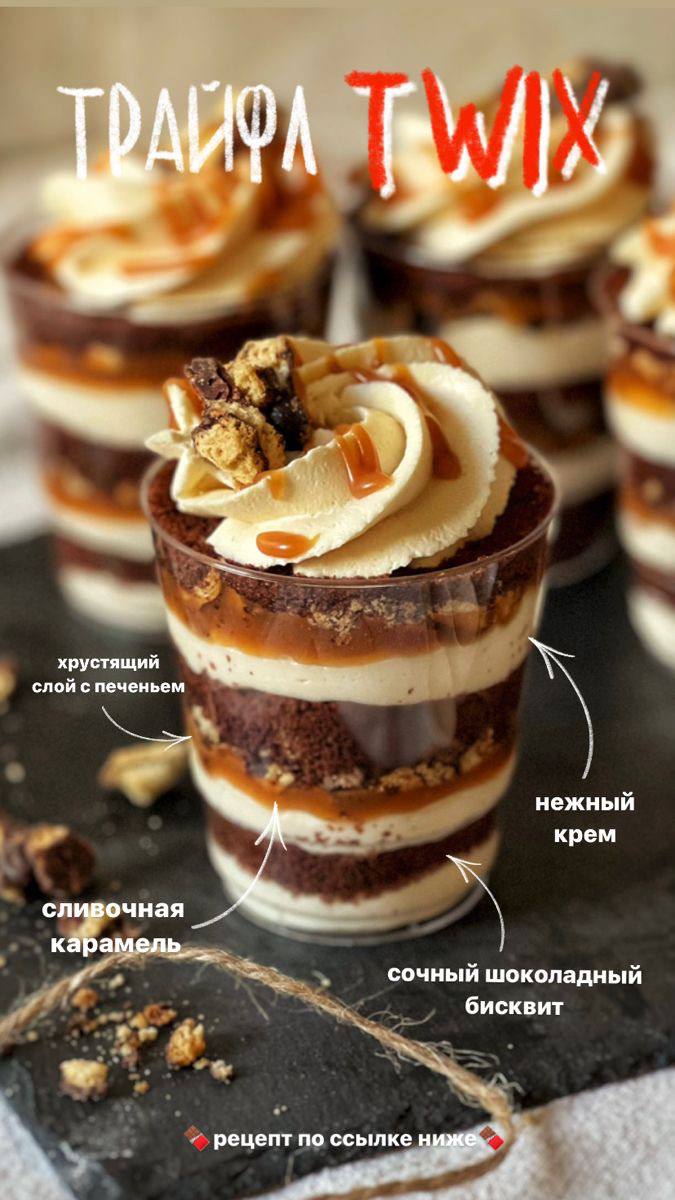 ТРАЙФЛ TWIX
хрустящий
слой с печеньем
нежный
крем
сливочная
карамель
сочный шоколадный
бисквит
🍫рецепт по ссылке ниже🍫